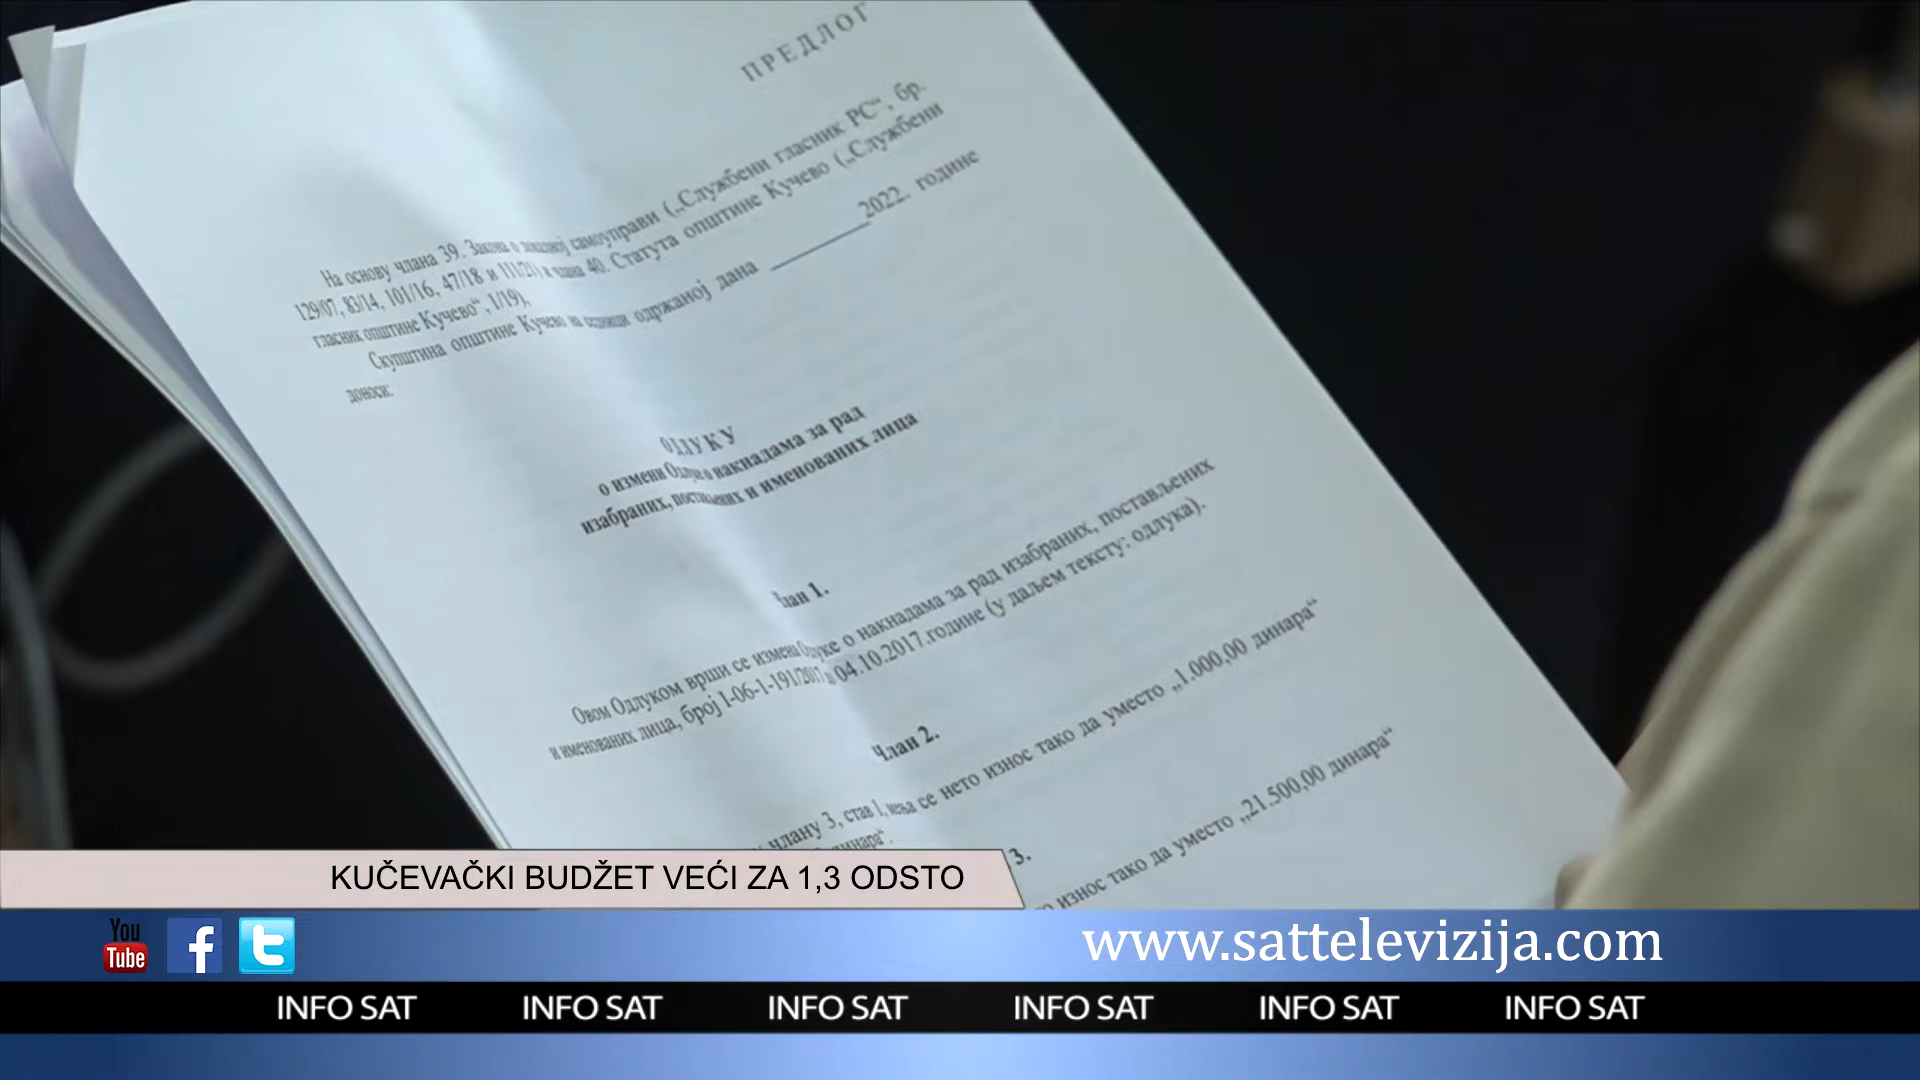 ПРЕДЛОГ
На основу члана 39. Закона о локалној самоуправи („Службени гласник РС“, бр.
129/07, 83/14, 101/16, 47/18 и 111/21) и члана 40. Статута општине Кучево („Службени
гласник општине Кучево“, 1/19),
Скупштина општине Кучево на седници одржаној дана __________2022. године
доноси:
ОДЛУКУ
о измени Одлуке о накнадама за рад
изабраних, постављених и именованих лица
Члан 1.
Овом Одлуком врши се измена Одлуке о накнадама за рад изабраних, постављених
и именованих лица, број I-06-1-191/2017 04.10.2017.године (у даљем тексту: одлука).
Члан 2.
члану 3, став 1, мења се нето износ тако да уместо „1.000,00 динара“
динара“.
3.
износ тако да уместо „21.500,00 динара“
KUČEVAČKI BUDŽET VEĆI ZA 1,3 ODSTO
You Tube f t www.sattelevizija.com
INFO SAT INFO SAT INFO SAT INFO SAT INFO SAT INFO SAT